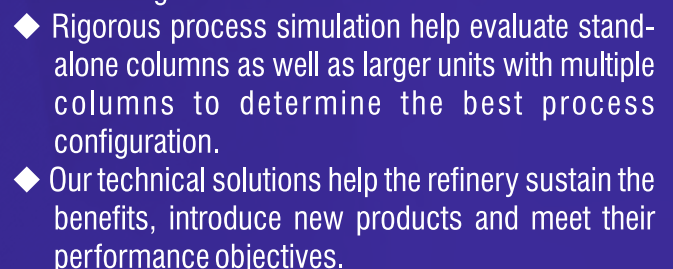 ◆ Rigorous process simulation help evaluate stand-
alone columns as well as larger units with multiple
columns to determine the best process
configuration.
◆ Our technical solutions help the refinery sustain the
benefits, introduce new products and meet their
performance objectives.